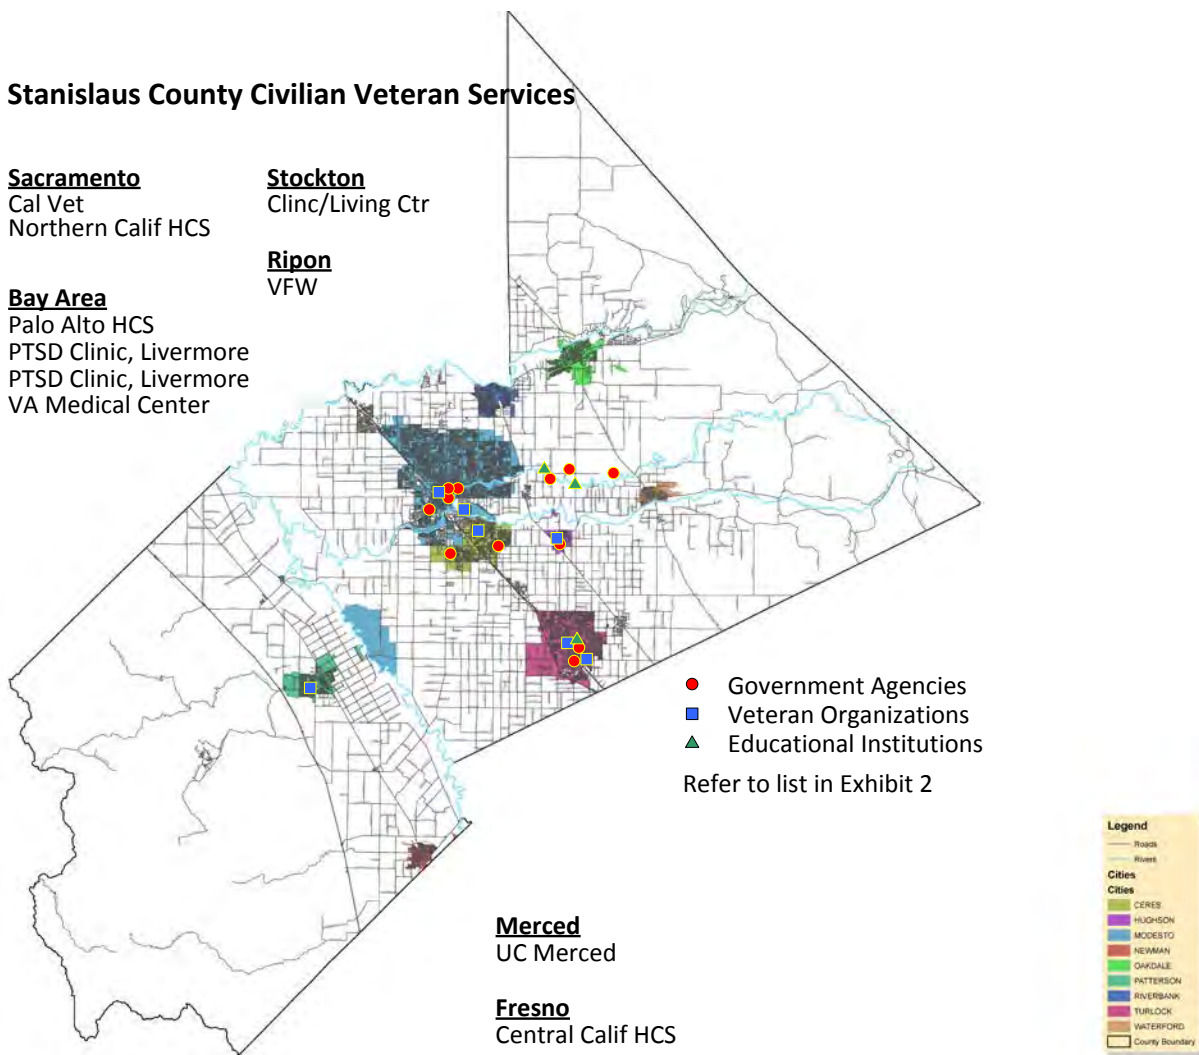 Stanislaus County Civilian Veteran Services
Sacramento
Cal Vet
Northern Calif HCS
Stockton
Clinc/Living Ctr
Ripon
VFW
Bay Area
Palo Alto HCS
PTSD Clinic, Livermore
PTSD Clinic, Livermore
VA Medical Center
Government Agencies
Veteran Organizations
Educational Institutions
Refer to list in Exhibit 2
Merced
UC Merced
Fresno
Central Calif HCS
Legend
Roads
Rivers
Cities
Cities
CERES
HUGHSON
MODESTO
NEWMAN
OAKDALE
PATTERSON
RIVERBANK
TURLOCK
WATERFORD
County Boundary